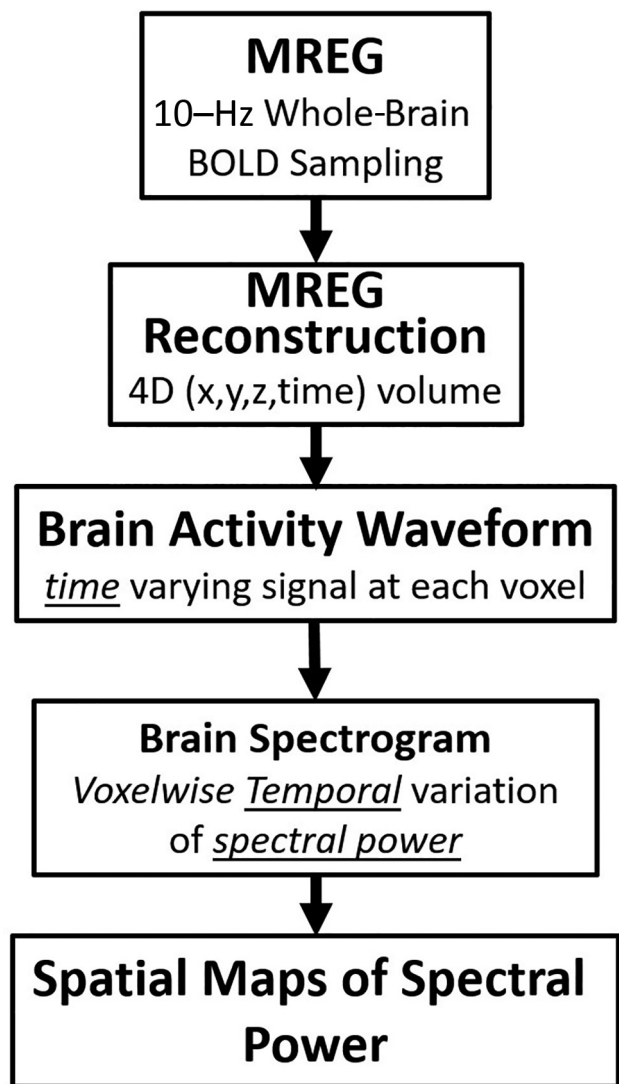 MREG
10–Hz Whole-Brain
BOLD Sampling
MREG
Reconstruction
4D (x,y,z,time) volume
Brain Activity Waveform
time varying signal at each voxel
Brain Spectrogram
Voxelwise Temporal variation
of spectral power
Spatial Maps of Spectral
Power